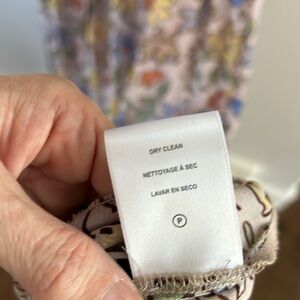 DRY CLEAN
NETTOYAGE À SEC
LAVAR EN SECO
P